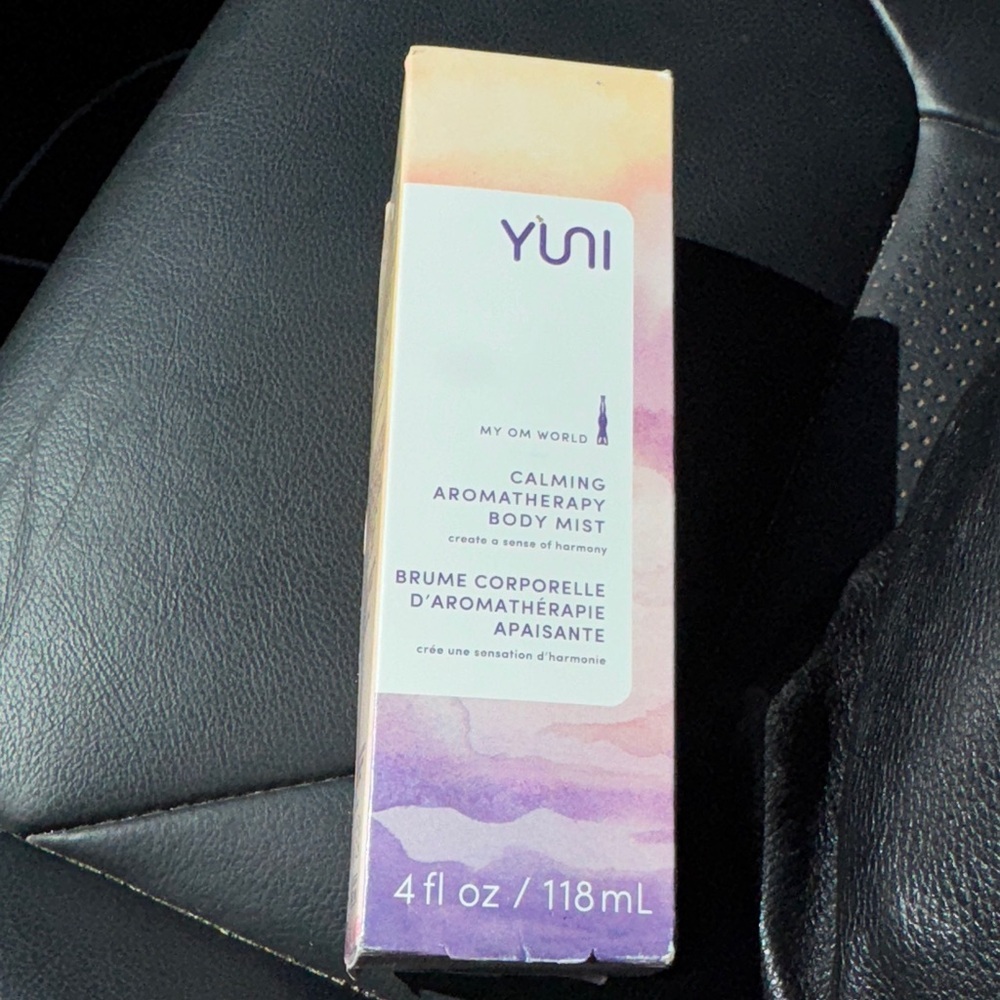 YUNI
MY OM WORLD
CALMING
AROMATHERAPY
BODY MIST
create a sense of harmony
BRUME CORPORELLE
D'AROMATHÉRAPIE
APAISANTE
crée une sensation d'harmonie
4 fl oz / 118 mL